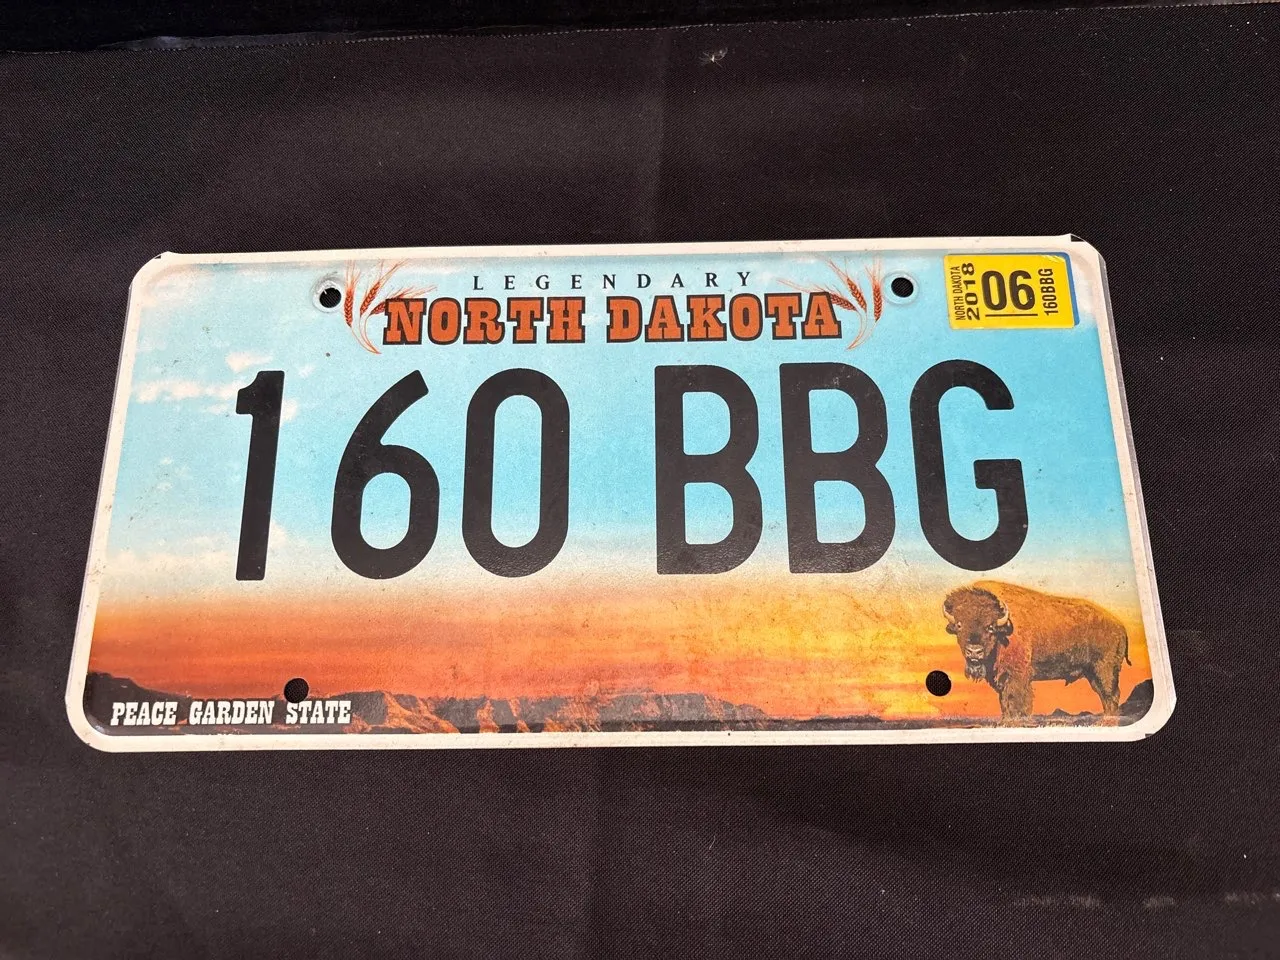 LEGENDARY
NORTH DAKOTA
NORTH DAKOTA
2018
06
160BBG
160 BBG
PEACE GARDEN STATE